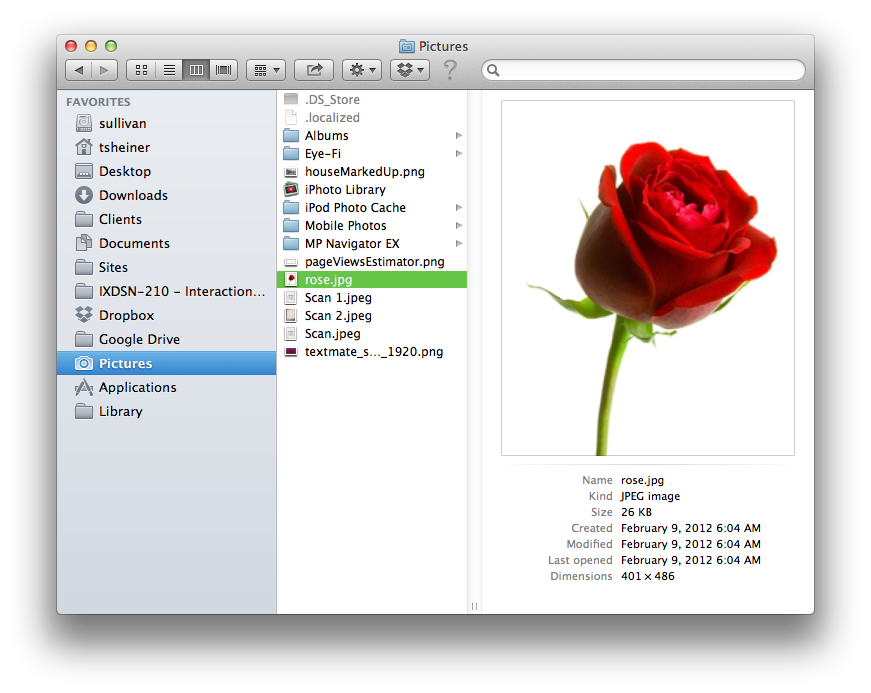 Pictures
FAVORITES
sullivan
tsheiner
Desktop
Downloads
Clients
Documents
Sites
IXDSN-210 - Interaction...
Dropbox
Google Drive
Pictures
Applications
Library
.DS_Store
.localized
Albums
Eye-Fi
houseMarkedUp.png
iPhoto Library
iPod Photo Cache
Mobile Photos
MP Navigator EX
pageViewsEstimator.png
rose.jpg
Scan 1.jpeg
Scan 2.jpeg
Scan.jpeg
textmate_s..._1920.png
Name rose.jpg
Kind JPEG image
Size 26 KB
Created February 9, 2012 6:04 AM
Modified February 9, 2012 6:04 AM
Last opened February 9, 2012 6:04 AM
Dimensions 401 × 486